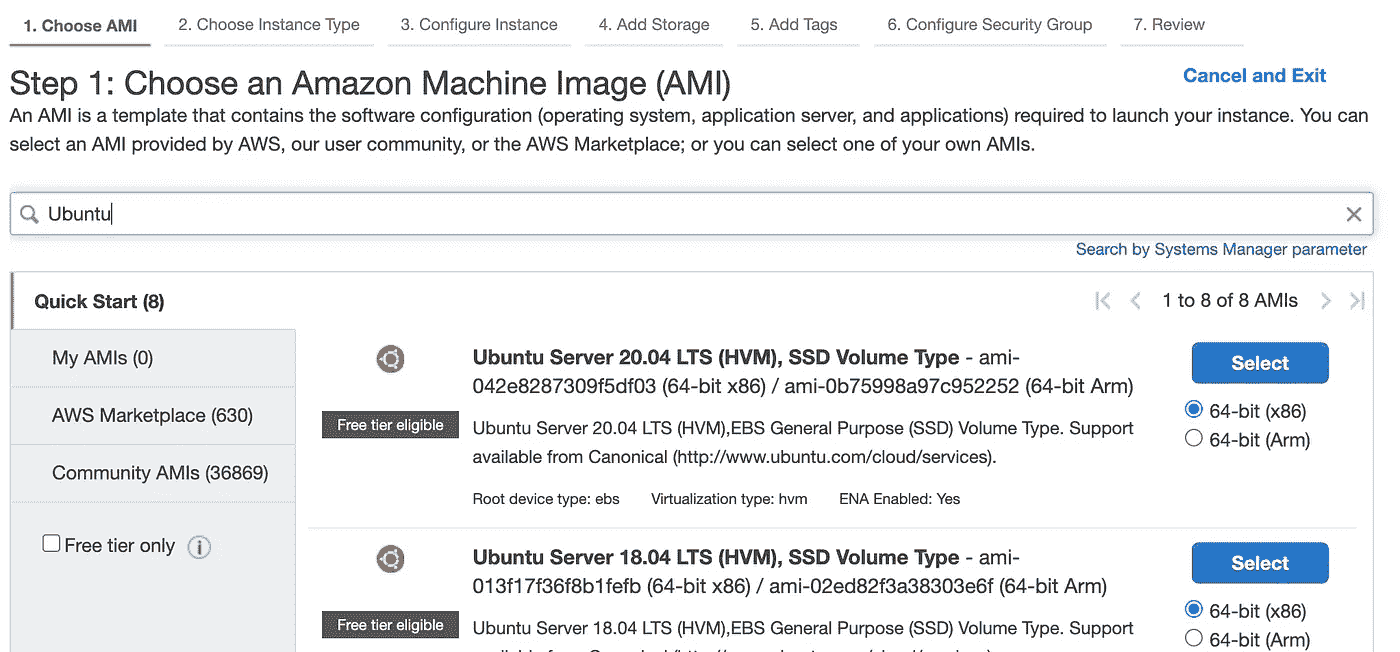 1. Choose AMI 2. Choose Instance Type 3. Configure Instance 4. Add Storage 5. Add Tags 6. Configure Security Group 7. Review
Step 1: Choose an Amazon Machine Image (AMI)
Cancel and Exit
An AMI is a template that contains the software configuration (operating system, application server, and applications) required to launch your instance. You can
select an AMI provided by AWS, our user community, or the AWS Marketplace; or you can select one of your own AMIs.
Ubuntu
Search by Systems Manager parameter
Quick Start (8)
1 to 8 of 8 AMIs
My AMIs (0)
AWS Marketplace (630)
Community AMIs (36869)
Free tier only
Ubuntu Server 20.04 LTS (HVM), SSD Volume Type - ami-
042e8287309f5df03 (64-bit x86) / ami-0b75998a97c952252 (64-bit Arm)
Free tier eligible
Ubuntu Server 20.04 LTS (HVM),EBS General Purpose (SSD) Volume Type. Support
available from Canonical (http://www.ubuntu.com/cloud/services).
Root device type: ebs Virtualization type: hvm ENA Enabled: Yes
Select
64-bit (x86)
64-bit (Arm)
Ubuntu Server 18.04 LTS (HVM), SSD Volume Type - ami-
013f17f36f8b1fefb (64-bit x86) / ami-02ed82f3a38303e6f (64-bit Arm)
Free tier eligible
Ubuntu Server 18.04 LTS (HVM),EBS General Purpose (SSD) Volume Type. Support
Select
64-bit (x86)
64-bit (Arm)